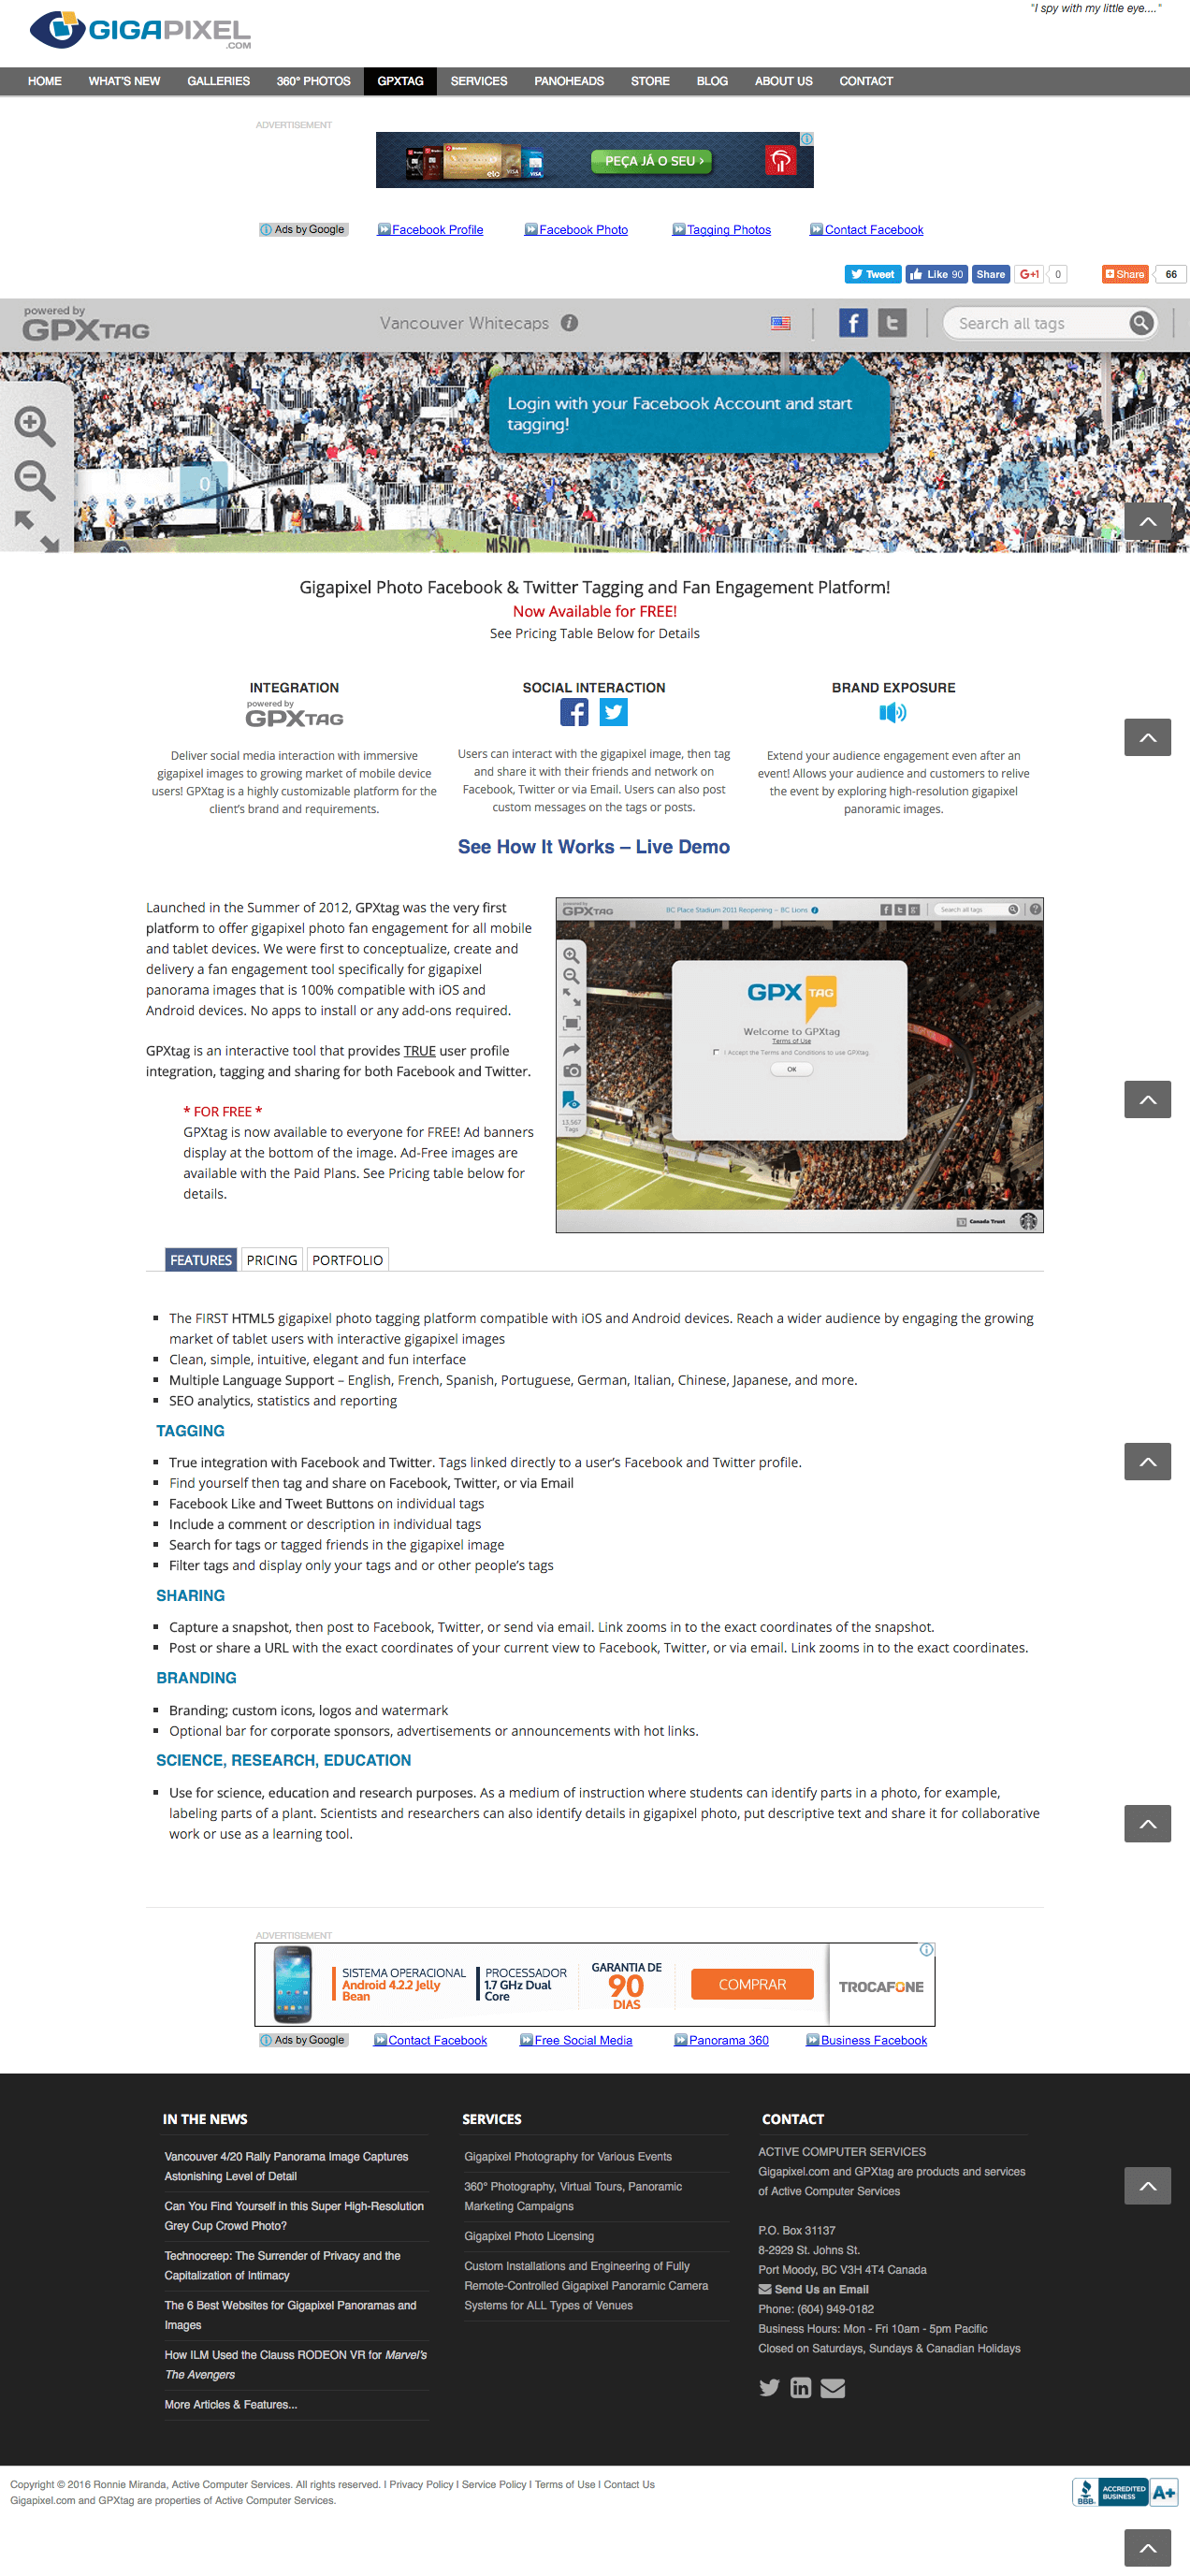 GIGAPIXEL
.COM
"I spy with my little eye...."
HOME WHAT'S NEW GALLERIES 360° PHOTOS GPXTAG SERVICES PANOHEADS STORE BLOG ABOUT US CONTACT
ADVERTISEMENT
elo VISA VISA PEÇA JÁ O SEU ›
Ads by Google Facebook Profile Facebook Photo Tagging Photos Contact Facebook
Tweet Like 90 Share G+1 0 Share 66
powered by
GPXTAG Vancouver Whitecaps Search all tags
Login with your Facebook Account and start
tagging!
0
Gigapixel Photo Facebook & Twitter Tagging and Fan Engagement Platform!
Now Available for FREE!
See Pricing Table Below for Details
INTEGRATION
powered by
GPXTAG
Deliver social media interaction with immersive
gigapixel images to growing market of mobile device
users! GPXtag is a highly customizable platform for the
client's brand and requirements.
SOCIAL INTERACTION
Users can interact with the gigapixel image, then tag
and share it with their friends and network on
Facebook, Twitter or via Email. Users can also post
custom messages on the tags or posts.
BRAND EXPOSURE
Extend your audience engagement even after an
event! Allows your audience and customers to relive
the event by exploring high-resolution gigapixel
panoramic images.
See How It Works – Live Demo
Launched in the Summer of 2012, GPXtag was the very first
platform to offer gigapixel photo fan engagement for all mobile
and tablet devices. We were first to conceptualize, create and
delivery a fan engagement tool specifically for gigapixel
panorama images that is 100% compatible with iOS and
Android devices. No apps to install or any add-ons required.
GPXtag is an interactive tool that provides TRUE user profile
integration, tagging and sharing for both Facebook and Twitter.
* FOR FREE *
GPXtag is now available to everyone for FREE! Ad banners
display at the bottom of the image. Ad-Free images are
available with the Paid Plans. See Pricing table below for
details.
powered by
GPXTAG BC Place Stadium 2011 Reopening – BC Lions Search all tags
GPX TAG
Welcome to GPXtag
Terms of Use
I Accept the Terms and Conditions to use GPXtag
OK
13,567
Tags
TD Canada Trust
FEATURES PRICING PORTFOLIO
The FIRST HTML5 gigapixel photo tagging platform compatible with iOS and Android devices. Reach a wider audience by engaging the growing
market of tablet users with interactive gigapixel images
Clean, simple, intuitive, elegant and fun interface
Multiple Language Support – English, French, Spanish, Portuguese, German, Italian, Chinese, Japanese, and more.
SEO analytics, statistics and reporting
TAGGING
True integration with Facebook and Twitter. Tags linked directly to a user's Facebook and Twitter profile.
Find yourself then tag and share on Facebook, Twitter, or via Email
Facebook Like and Tweet Buttons on individual tags
Include a comment or description in individual tags
Search for tags or tagged friends in the gigapixel image
Filter tags and display only your tags and or other people's tags
SHARING
Capture a snapshot, then post to Facebook, Twitter, or send via email. Link zooms in to the exact coordinates of the snapshot.
Post or share a URL with the exact coordinates of your current view to Facebook, Twitter, or via email. Link zooms in to the exact coordinates.
BRANDING
Branding; custom icons, logos and watermark
Optional bar for corporate sponsors, advertisements or announcements with hot links.
SCIENCE, RESEARCH, EDUCATION
Use for science, education and research purposes. As a medium of instruction where students can identify parts in a photo, for example,
labeling parts of a plant. Scientists and researchers can also identify details in gigapixel photo, put descriptive text and share it for collaborative
work or use as a learning tool.
ADVERTISEMENT
SISTEMA OPERACIONAL
Android 4.2.2 Jelly
Bean
PROCESSADOR
1.7 GHz Dual
Core
GARANTIA DE
90
DIAS
COMPRAR
TROCAFONE
Ads by Google Contact Facebook Free Social Media Panorama 360 Business Facebook
IN THE NEWS
Vancouver 4/20 Rally Panorama Image Captures
Astonishing Level of Detail
Can You Find Yourself in this Super High-Resolution
Grey Cup Crowd Photo?
Technocreep: The Surrender of Privacy and the
Capitalization of Intimacy
The 6 Best Websites for Gigapixel Panoramas and
Images
How ILM Used the Clauss RODEON VR for Marvel's
The Avengers
More Articles & Features...
SERVICES
Gigapixel Photography for Various Events
360° Photography, Virtual Tours, Panoramic
Marketing Campaigns
Gigapixel Photo Licensing
Custom Installations and Engineering of Fully
Remote-Controlled Gigapixel Panoramic Camera
Systems for ALL Types of Venues
CONTACT
ACTIVE COMPUTER SERVICES
Gigapixel.com and GPXtag are products and services
of Active Computer Services
P.O. Box 31137
8-2929 St. Johns St.
Port Moody, BC V3H 4T4 Canada
Send Us an Email
Phone: (604) 949-0182
Business Hours: Mon - Fri 10am - 5pm Pacific
Closed on Saturdays, Sundays & Canadian Holidays
Copyright © 2016 Ronnie Miranda, Active Computer Services. All rights reserved. I Privacy Policy I Service Policy I Terms of Use I Contact Us
Gigapixel.com and GPXtag are properties of Active Computer Services.
BBB. ACCREDITED
BUSINESS A+